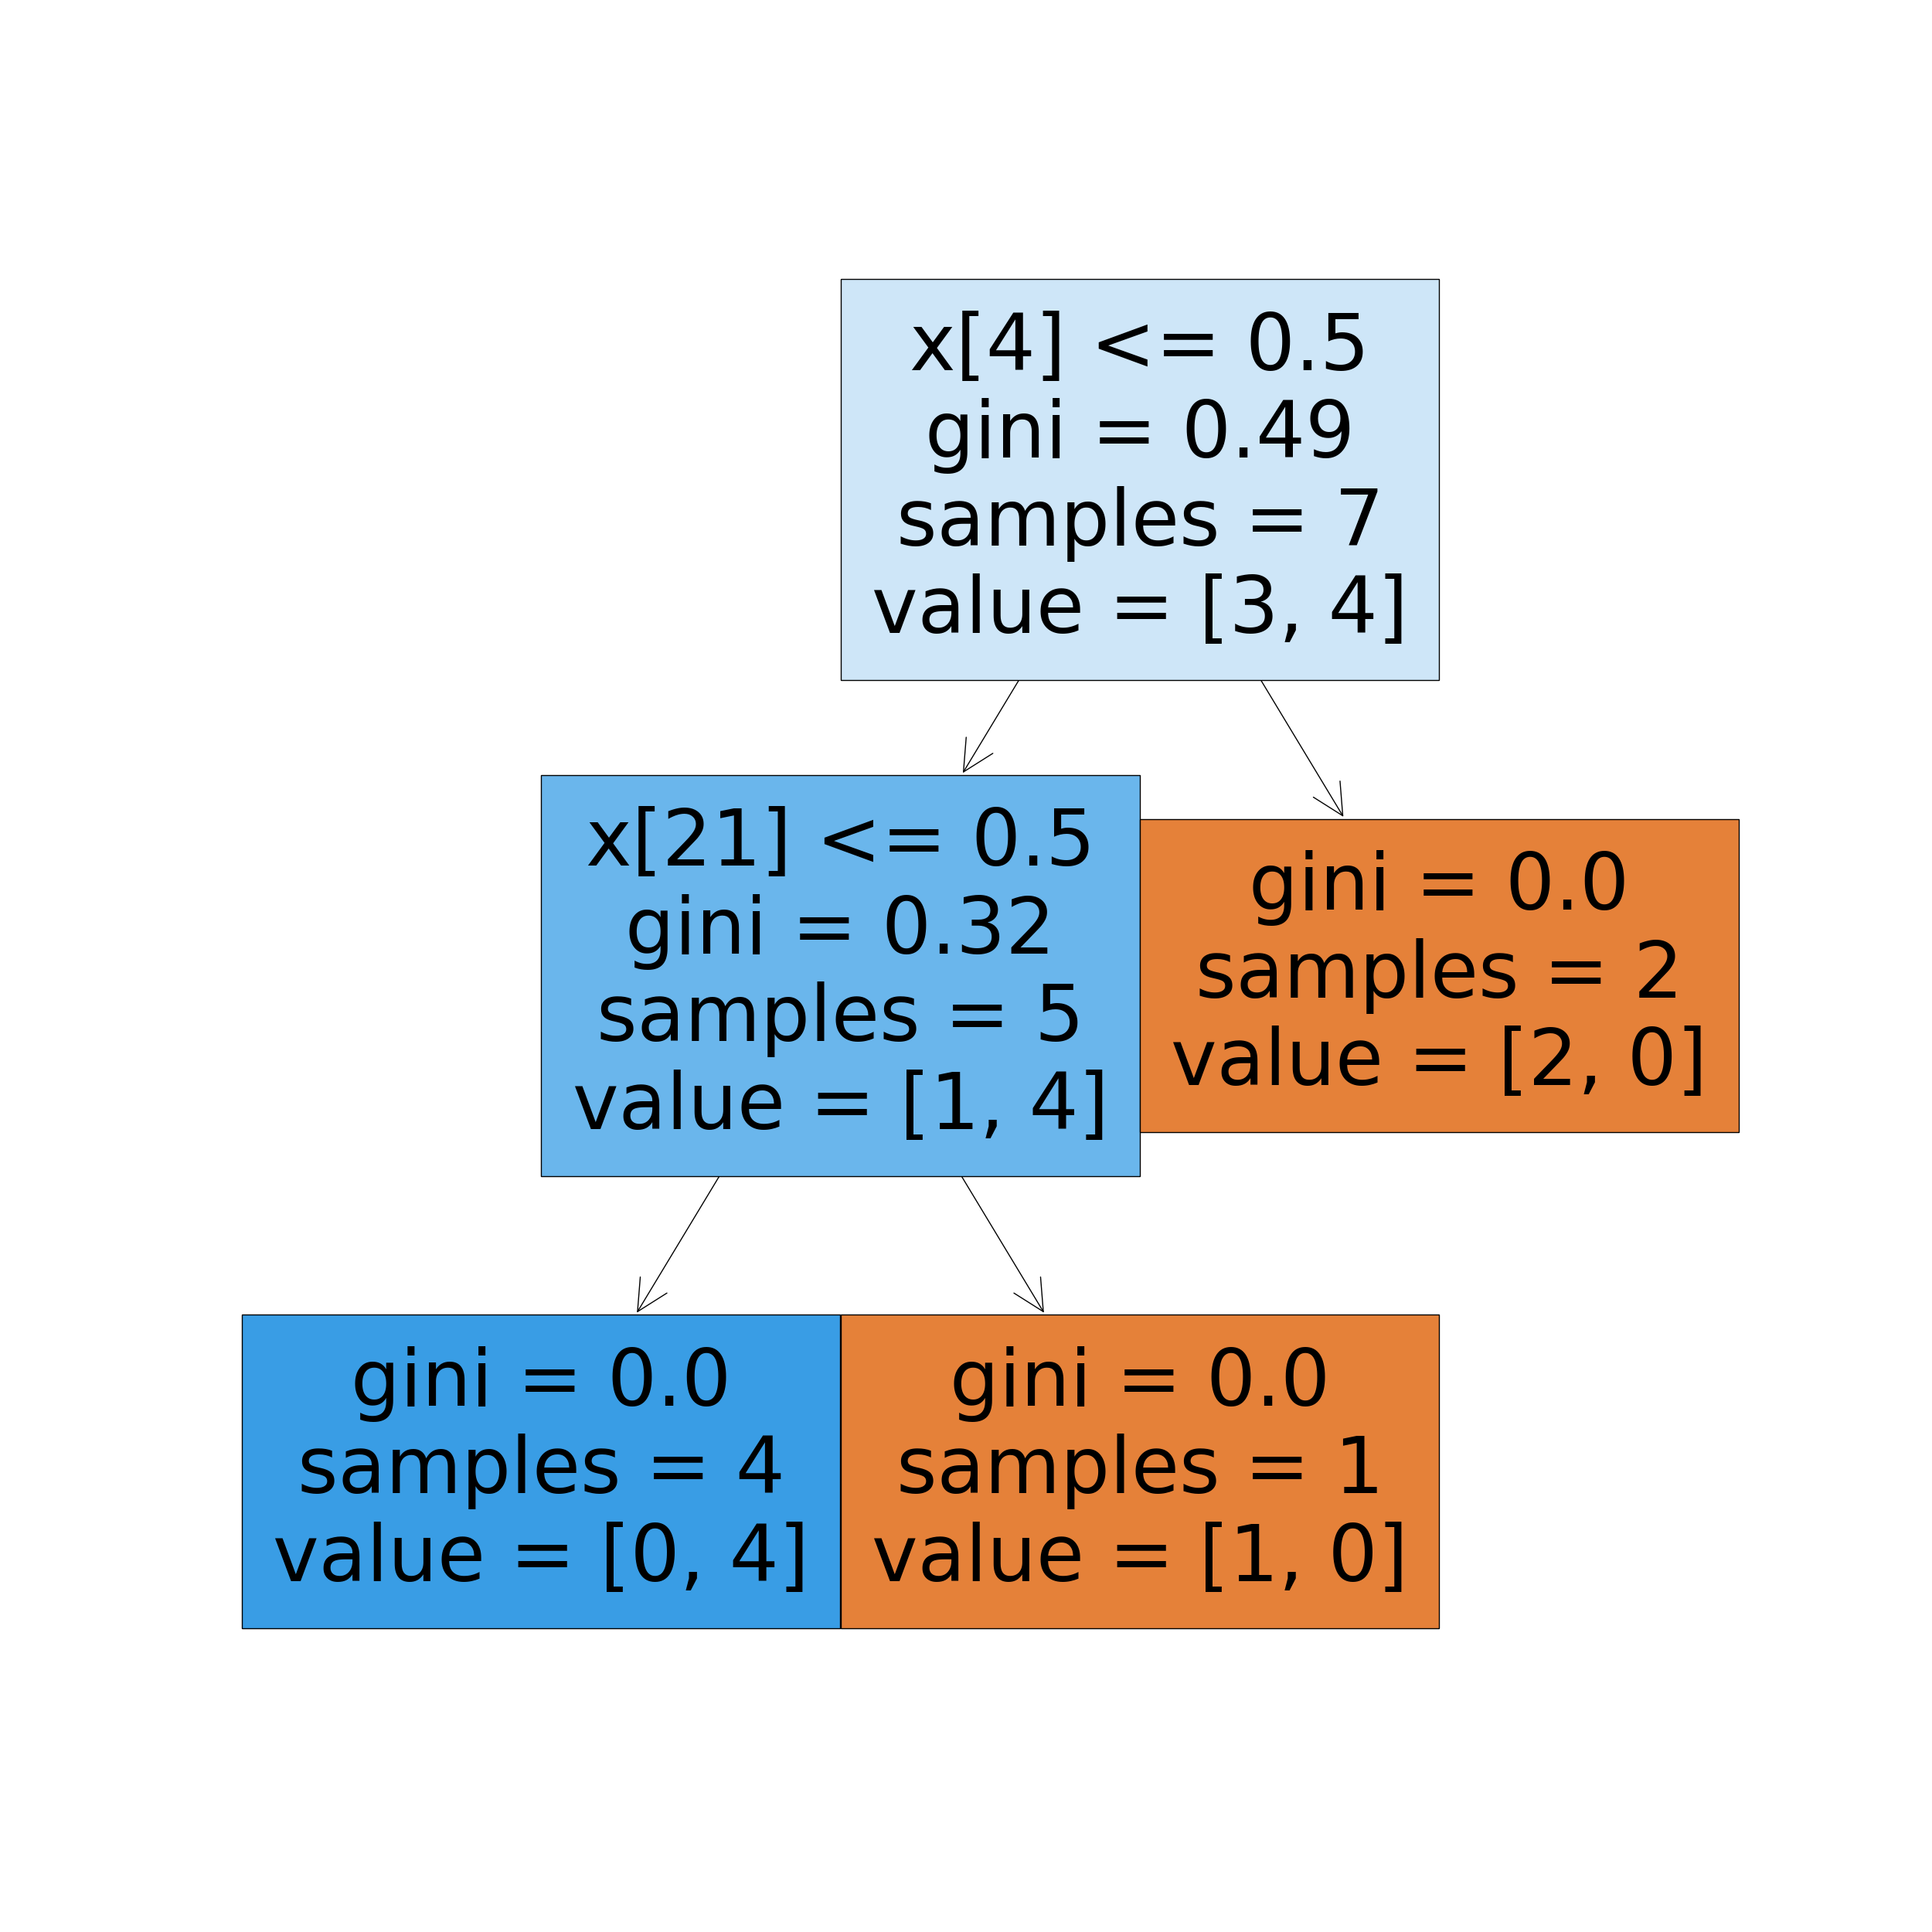 x[4] <= 0.5
gini = 0.49
samples = 7
value = [3, 4]
x[21] <= 0.5
gini = 0.32
samples = 5
value = [1, 4]
gini = 0.0
samples = 2
value = [2, 0]
gini = 0.0
samples = 4
value = [0, 4]
gini = 0.0
samples = 1
value = [1, 0]